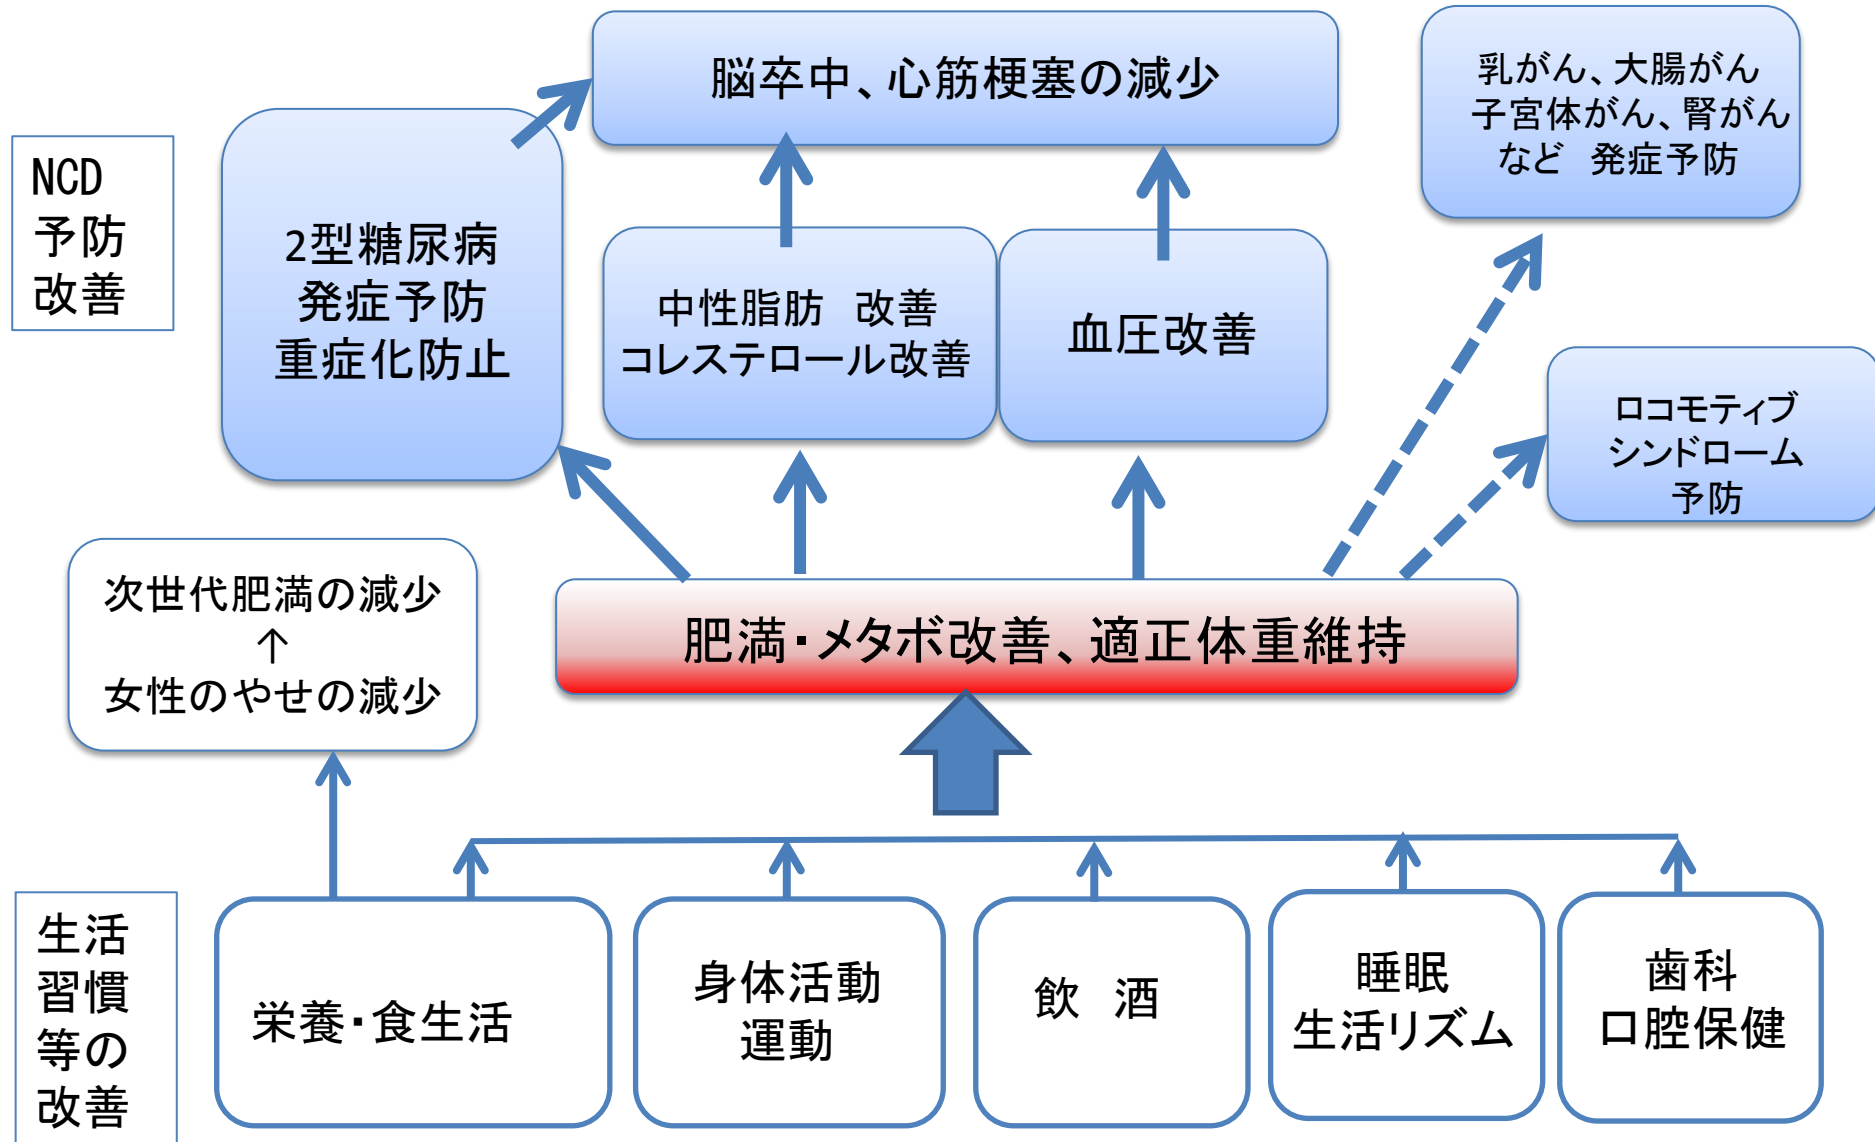 脳卒中、心筋梗塞の減少
乳がん、大腸がん
子宮体がん、腎がん
など　発症予防
NCD
予防
改善
2型糖尿病
発症予防
重症化防止
中性脂肪　改善
コレステロール改善
血圧改善
ロコモティブ
シンドローム
予防
次世代肥満の減少
↑
女性のやせの減少
肥満・メタボ改善、適正体重維持
生活
習慣
等の
改善
栄養・食生活
身体活動
運動
飲　酒
睡眠
生活リズム
歯科
口腔保健